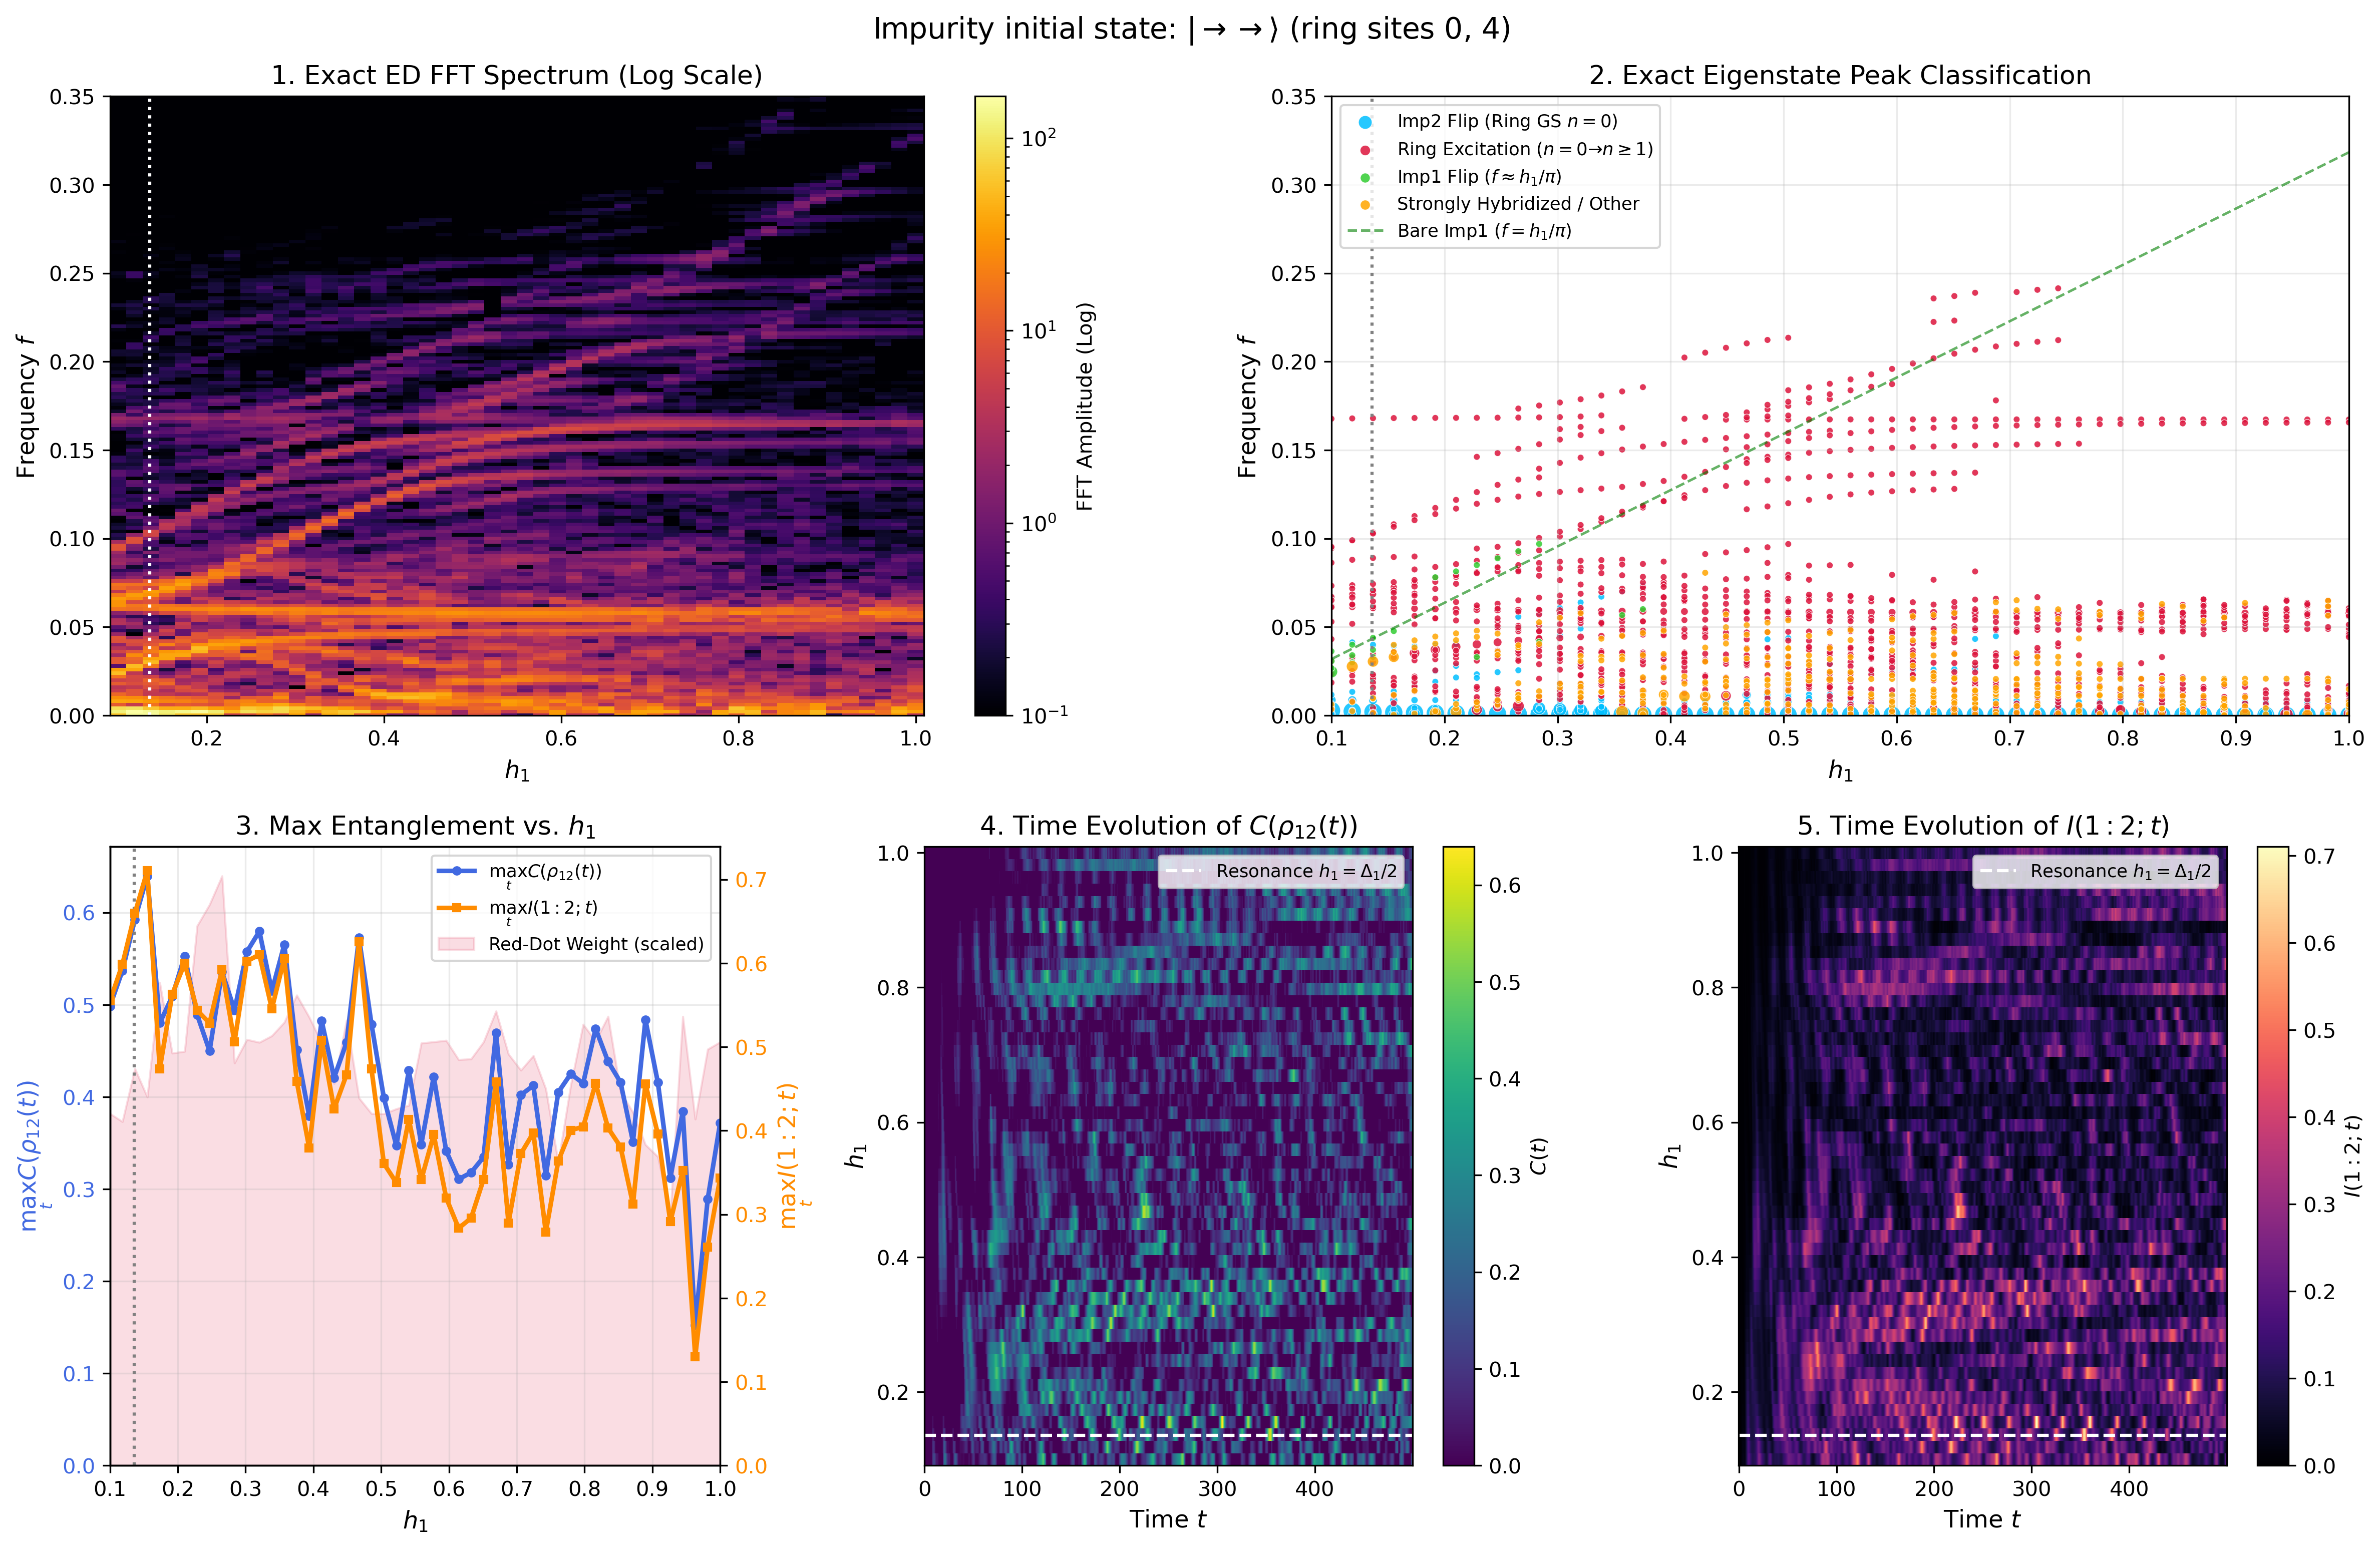 Impurity initial state: |→→⟩ (ring sites 0, 4)
1. Exact ED FFT Spectrum (Log Scale)
0.35
0.30
0.25
0.20
0.15
0.10
0.05
0.00
Frequency f
0.2 0.4 0.6 0.8 1.0
h₁
10²
10¹
10⁰
10⁻¹
FFT Amplitude (Log)
2. Exact Eigenstate Peak Classification
Imp2 Flip (Ring GS n = 0)
Ring Excitation (n = 0→n ≥ 1)
Imp1 Flip (f ≈ h₁/π)
Strongly Hybridized / Other
Bare Imp1 (f = h₁/π)
0.35
0.30
0.25
0.20
0.15
0.10
0.05
0.00
Frequency f
0.1 0.2 0.3 0.4 0.5 0.6 0.7 0.8 0.9 1.0
h₁
3. Max Entanglement vs. h₁
max C(ρ₁₂(t))
t
max I(1 : 2; t)
t
Red-Dot Weight (scaled)
0.6
0.5
0.4
0.3
0.2
0.1
0.0
max C(ρ₁₂(t))
t
0.7
0.6
0.5
0.4
0.3
0.2
0.1
0.0
max I(1 : 2; t)
t
0.1 0.2 0.3 0.4 0.5 0.6 0.7 0.8 0.9 1.0
h₁
4. Time Evolution of C(ρ₁₂(t))
Resonance h₁ = Δ₁/2
1.0
0.8
0.6
0.4
0.2
h₁
0 100 200 300 400
Time t
0.6
0.5
0.4
0.3
0.2
0.1
0.0
C(t)
5. Time Evolution of I(1 : 2; t)
Resonance h₁ = Δ₁/2
1.0
0.8
0.6
0.4
0.2
h₁
0 100 200 300 400
Time t
0.7
0.6
0.5
0.4
0.3
0.2
0.1
0.0
I(1 : 2; t)